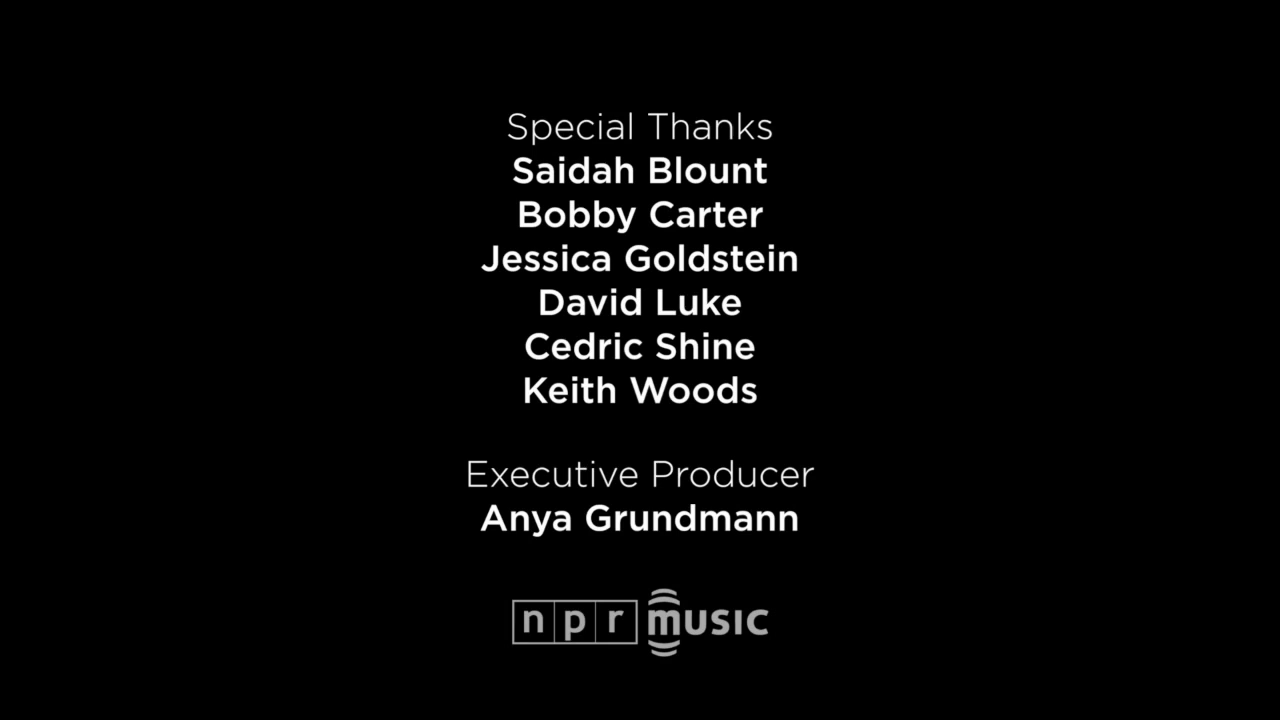 Special Thanks
Saidah Blount
Bobby Carter
Jessica Goldstein
David Luke
Cedric Shine
Keith Woods
Executive Producer
Anya Grundmann
npr music